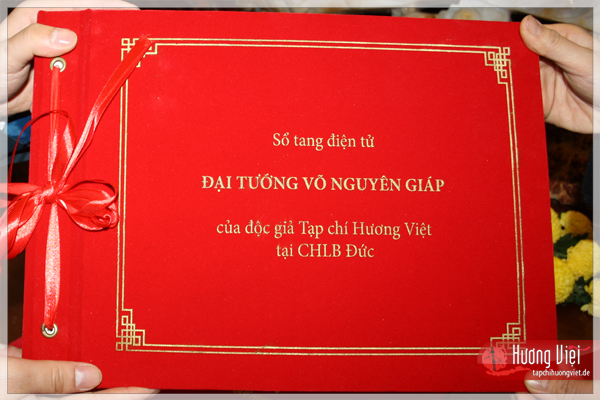 Sổ tang điện tử
ĐẠI TƯỚNG VÕ NGUYÊN GIÁP
của độc giả Tạp chí Hương Việt
tại CHLB Đức
Hương Việt
tapchihuongviet.de